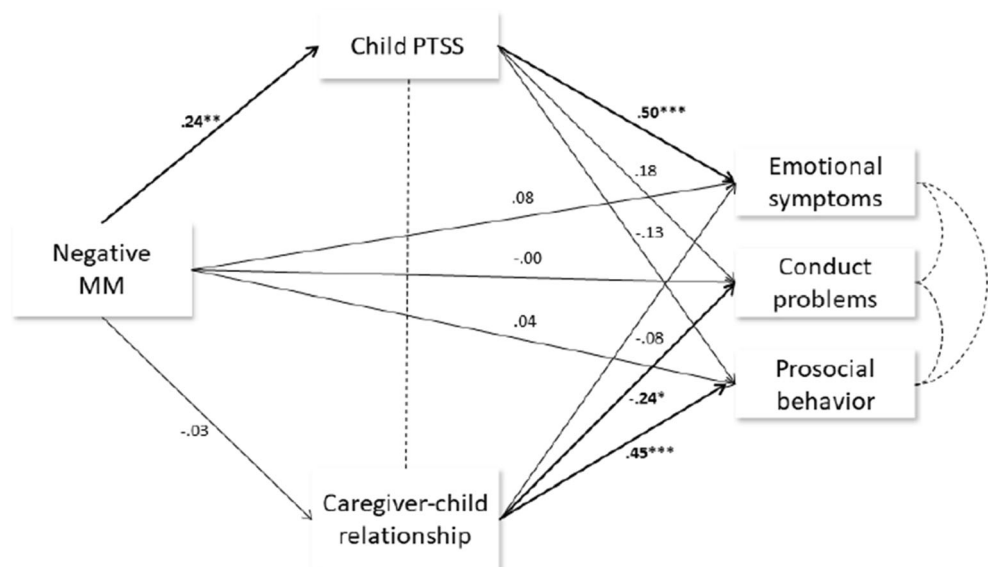 Child PTSS
.24**
.50***
.18
Emotional
symptoms
.08
-.13
Negative
MM
-.00
Conduct
problems
.04
-.08
Prosocial
behavior
-.24*
-.03
.45***
Caregiver-child
relationship